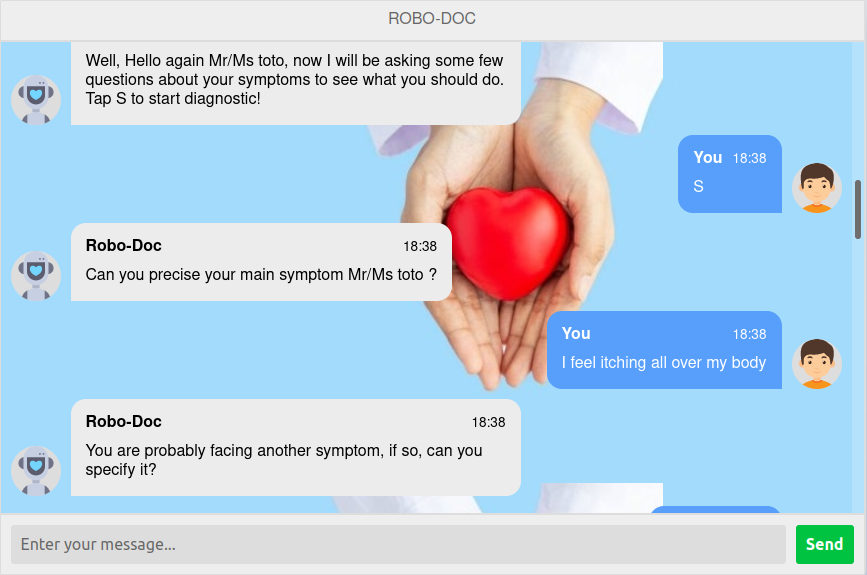 ROBO-DOC
Well, Hello again Mr/Ms toto, now I will be asking some few
questions about your symptoms to see what you should do.
Tap S to start diagnostic!
You 18:38
S
Robo-Doc 18:38
Can you precise your main symptom Mr/Ms toto ?
You 18:38
I feel itching all over my body
Robo-Doc 18:38
You are probably facing another symptom, if so, can you
specify it?
Enter your message...
Send